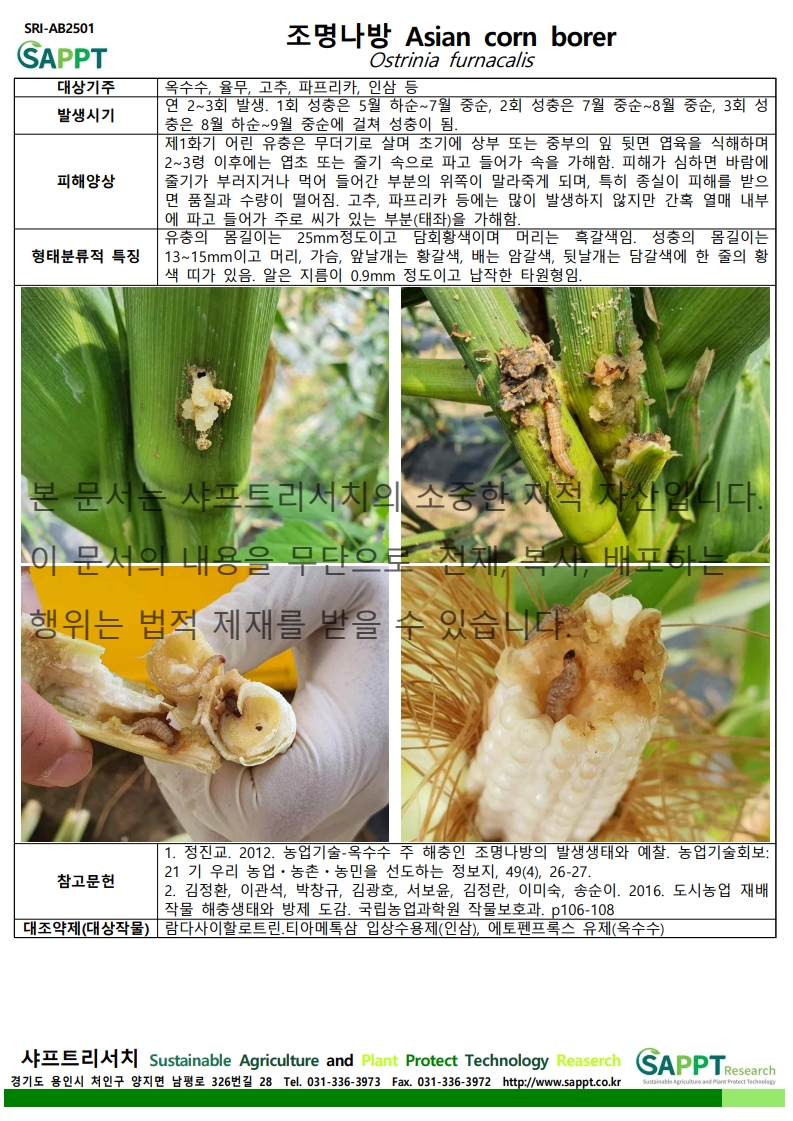 SRI-AB2501
SAPPT
조명나방 Asian corn borer
Ostrinia furnacalis
대상기주
옥수수, 율무, 고추, 파프리카, 인삼 등
발생시기
연 2~3회 발생. 1회 성충은 5월 하순~7월 중순, 2회 성충은 7월 중순~8월 중순, 3회 성
충은 8월 하순~9월 중순에 걸쳐 성충이 됨.
피해양상
제1화기 어린 유충은 무더기로 살며 초기에 상부 또는 중부의 잎 뒷면 엽육을 식해하며
2~3령 이후에는 엽초 또는 줄기 속으로 파고 들어가 속을 가해함. 피해가 심하면 바람에
줄기가 부러지거나 먹어 들어간 부분의 위쪽이 말라죽게 되며, 특히 종실이 피해를 받으
면 품질과 수량이 떨어짐. 고추, 파프리카 등에는 많이 발생하지 않지만 간혹 열매 내부
에 파고 들어가 주로 씨가 있는 부분(태좌)을 가해함.
형태분류적 특징
유충의 몸길이는 25mm정도이고 담회황색이며 머리는 흑갈색임. 성충의 몸길이는
13~15mm이고 머리, 가슴, 앞날개는 황갈색, 배는 암갈색, 뒷날개는 담갈색에 한 줄의 황
색 띠가 있음. 알은 지름이 0.9mm 정도이고 납작한 타원형임.
본 문서는 샤프트리서치의 소중한 지적 자산입니다.
이 문서의 내용을 무단으로 전재, 복사, 배포하는
행위는 법적 제재를 받을 수 있습니다.
참고문헌
1. 정진교. 2012. 농업기술-옥수수 주 해충인 조명나방의 발생생태와 예찰. 농업기술회보:
21 기 우리 농업・농촌・농민을 선도하는 정보지, 49(4), 26-27.
2. 김정환, 이관석, 박창규, 김광호, 서보윤, 김정란, 이미숙, 송순이. 2016. 도시농업 재배
작물 해충생태와 방제 도감. 국립농업과학원 작물보호과. p106-108
대조약제(대상작물)
람다사이할로트린.티아메톡삼 입상수용제(인삼), 에토펜프록스 유제(옥수수)
샤프트리서치 Sustainable Agriculture and Plant Protect Technology Reaserch
경기도 용인시 처인구 양지면 남평로 326번길 28 Tel. 031-336-3973 Fax. 031-336-3972 http://www.sappt.co.kr
SAPPT Research
Sustainable Agriculture and Plant Protect Technology